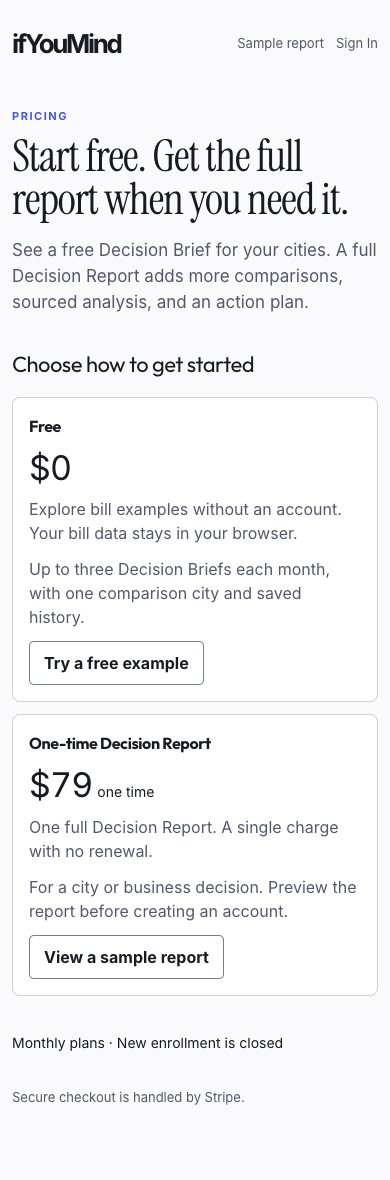 ifYouMind
Sample report
Sign In
PRICING
Start free. Get the full
report when you need it.
See a free Decision Brief for your cities. A full
Decision Report adds more comparisons,
sourced analysis, and an action plan.
Choose how to get started
Free
$0
Explore bill examples without an account.
Your bill data stays in your browser.
Up to three Decision Briefs each month,
with one comparison city and saved
history.
Try a free example
One-time Decision Report
$79 one time
One full Decision Report. A single charge
with no renewal.
For a city or business decision. Preview the
report before creating an account.
View a sample report
Monthly plans · New enrollment is closed
Secure checkout is handled by Stripe.